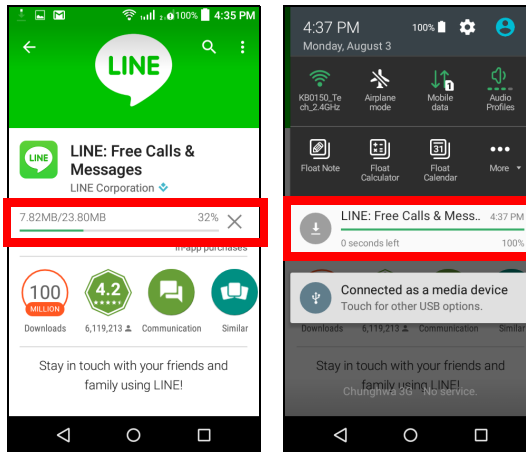 100%
4:35 PM
LINE
LINE
LINE: Free Calls &
Messages
LINE Corporation
7.82MB/23.80MB 32%
In-app purchases
100
MILLION
4.2
Downloads 6,119,213 Communication Similar
Stay in touch with your friends and
family using LINE!
4:37 PM 100%
Monday, August 3
KB0150_Te
ch_2.4GHz
Airplane
mode
Mobile
data
Audio
Profiles
31
Float Note
Float
Calculator
Float
Calendar
More
LINE: Free Calls & Mess.. 4:37 PM
0 seconds left 100%
Connected as a media device
Touch for other USB options.
Downloads 6,119,213 Communication Similar
Stay in touch with your friends and
family using LINE!
Chunghwa 3G No service.